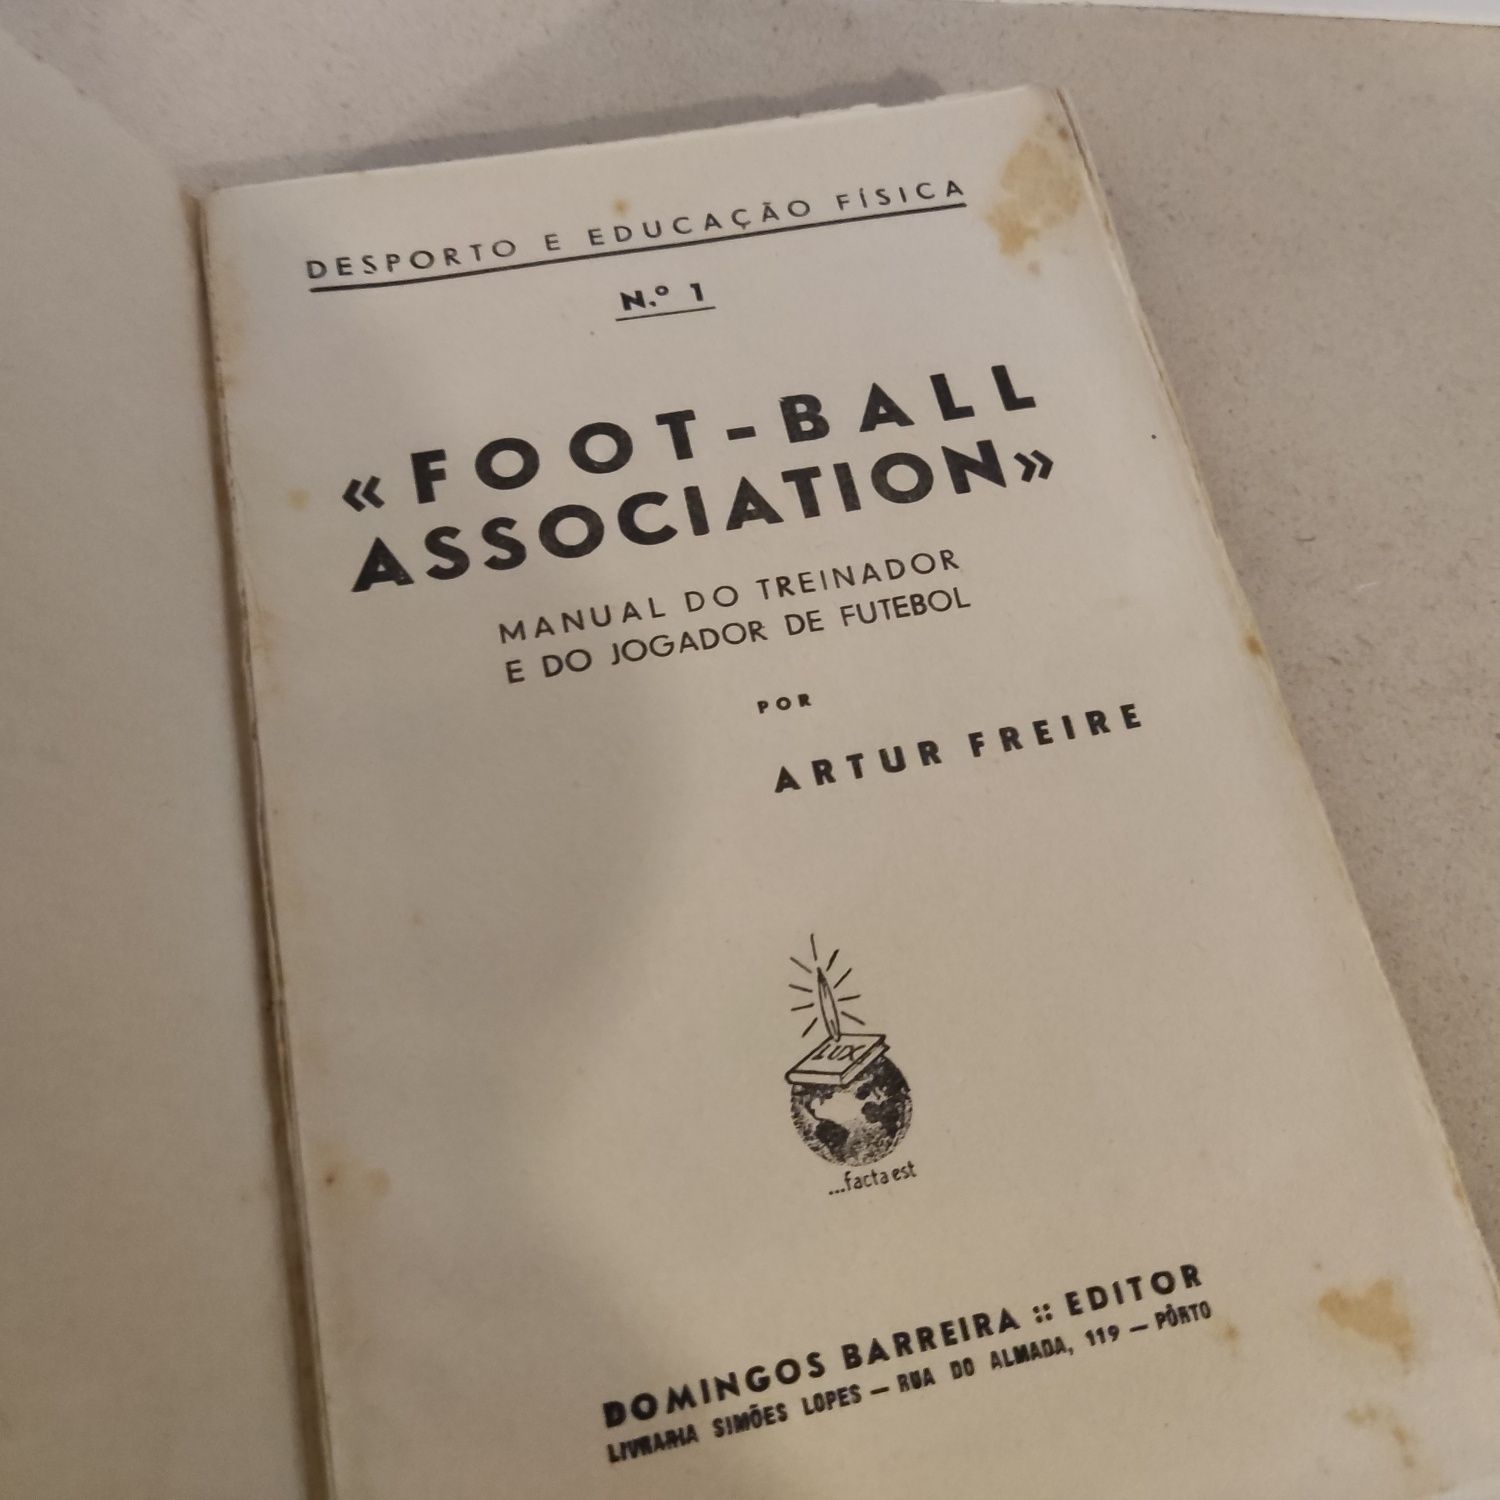 DESPORTO E EDUCAÇÃO FÍSICA
N.º 1
«FOOT-BALL
ASSOCIATION»
MANUAL DO TREINADOR
E DO JOGADOR DE FUTEBOL
POR
ARTUR FREIRE
LUX
...facta est
DOMINGOS BARREIRA :: EDITOR
LIVRARIA SIMÕES LOPES — RUA DO ALMADA, 119 — PÔRTO